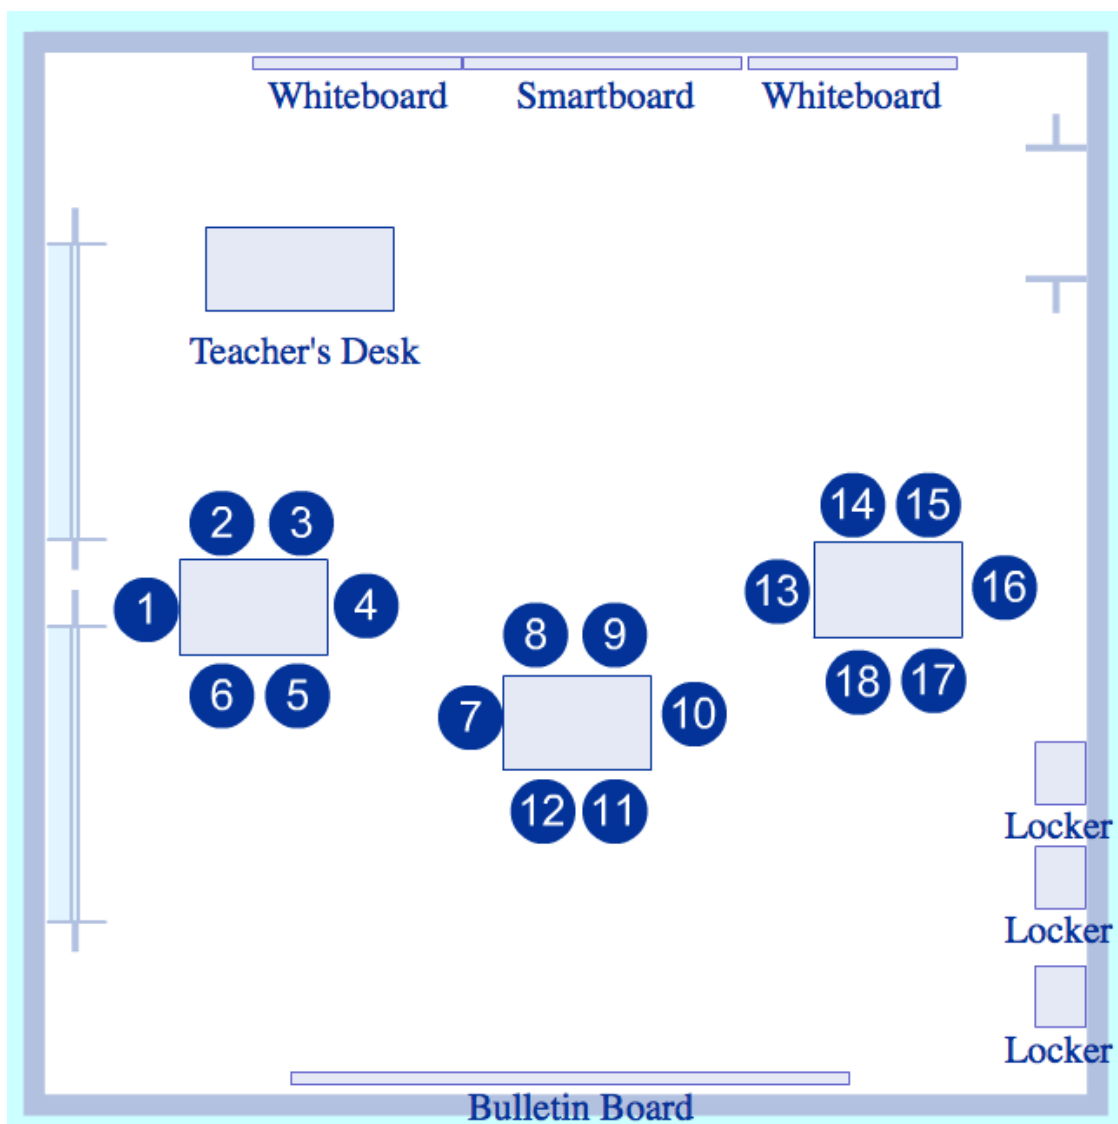 Whiteboard Smartboard Whiteboard
Teacher's Desk
2 3
1 4
6 5
8 9
7 10
12 11
14 15
13 16
18 17
Locker
Locker
Locker
Bulletin Board